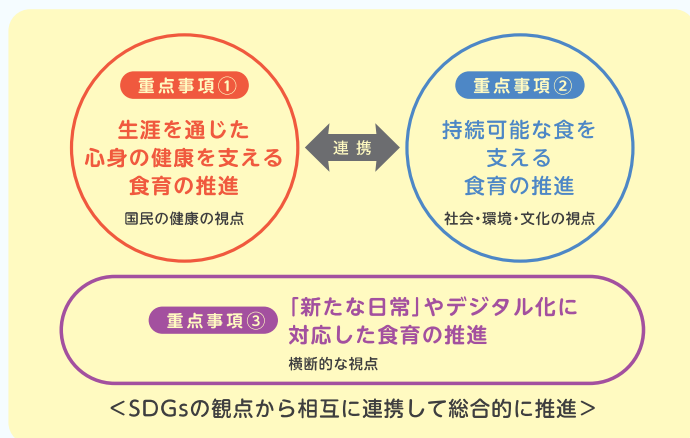 重点事項①
生涯を通じた
心身の健康を支える
食育の推進
国民の健康の視点
連携
重点事項②
持続可能な食を
支える
食育の推進
社会・環境・文化の視点
重点事項③
「新たな日常」やデジタル化に
対応した食育の推進
横断的な視点
＜SDGsの観点から相互に連携して総合的に推進＞